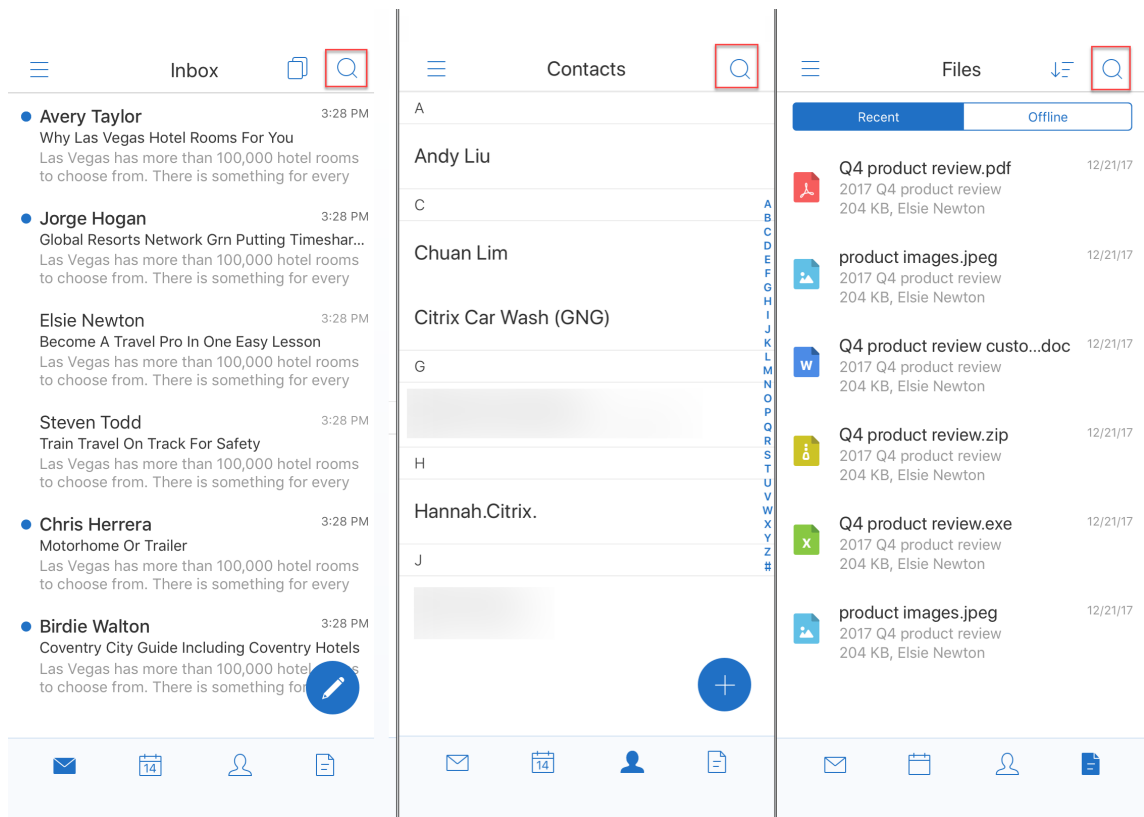 Inbox
Avery Taylor 3:28 PM
Why Las Vegas Hotel Rooms For You
Las Vegas has more than 100,000 hotel rooms
to choose from. There is something for every
Jorge Hogan 3:28 PM
Global Resorts Network Grn Putting Timeshar...
Las Vegas has more than 100,000 hotel rooms
to choose from. There is something for every
Elsie Newton 3:28 PM
Become A Travel Pro In One Easy Lesson
Las Vegas has more than 100,000 hotel rooms
to choose from. There is something for every
Steven Todd 3:28 PM
Train Travel On Track For Safety
Las Vegas has more than 100,000 hotel rooms
to choose from. There is something for every
Chris Herrera 3:28 PM
Motorhome Or Trailer
Las Vegas has more than 100,000 hotel rooms
to choose from. There is something for every
Birdie Walton 3:28 PM
Coventry City Guide Including Coventry Hotels
Las Vegas has more than 100,000 hotel s
to choose from. There is something for
14
Contacts
A
Andy Liu
C
Chuan Lim
Citrix Car Wash (GNG)
G
H
Hannah.Citrix.
J
A
B
C
D
E
F
G
H
I
J
K
L
M
N
O
P
Q
R
S
T
U
V
W
X
Y
Z
#
14
Files
Recent Offline
Q4 product review.pdf 12/21/17
2017 Q4 product review
204 KB, Elsie Newton
product images.jpeg 12/21/17
2017 Q4 product review
204 KB, Elsie Newton
Q4 product review custo...doc 12/21/17
W
2017 Q4 product review
204 KB, Elsie Newton
Q4 product review.zip 12/21/17
2017 Q4 product review
204 KB, Elsie Newton
Q4 product review.exe 12/21/17
X
2017 Q4 product review
204 KB, Elsie Newton
product images.jpeg 12/21/17
2017 Q4 product review
204 KB, Elsie Newton